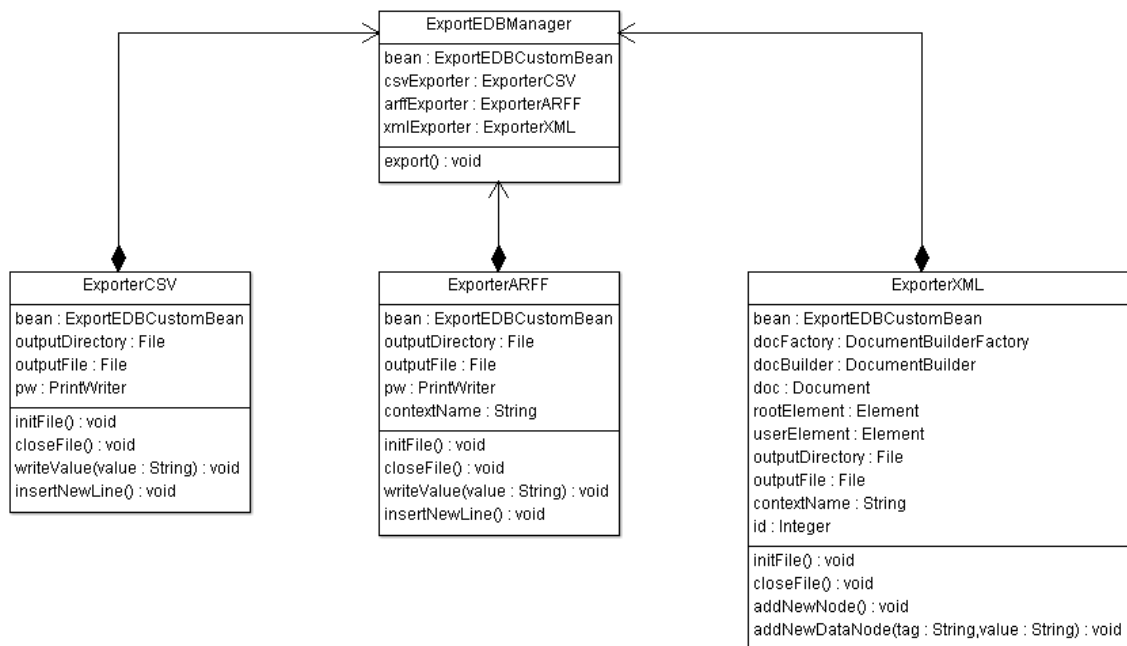 ExportEDBManager
bean : ExportEDBCustomBean
csvExporter : ExporterCSV
arffExporter : ExporterARFF
xmlExporter : ExporterXML
export() : void
ExporterCSV
bean : ExportEDBCustomBean
outputDirectory : File
outputFile : File
pw : PrintWriter
initFile() : void
closeFile() : void
writeValue(value : String) : void
insertNewLine() : void
ExporterARFF
bean : ExportEDBCustomBean
outputDirectory : File
outputFile : File
pw : PrintWriter
contextName : String
initFile() : void
closeFile() : void
writeValue(value : String) : void
insertNewLine() : void
ExporterXML
bean : ExportEDBCustomBean
docFactory : DocumentBuilderFactory
docBuilder : DocumentBuilder
doc : Document
rootElement : Element
userElement : Element
outputDirectory : File
outputFile : File
contextName : String
id : Integer
initFile() : void
closeFile() : void
addNewNode() : void
addNewDataNode(tag : String,value : String) : void